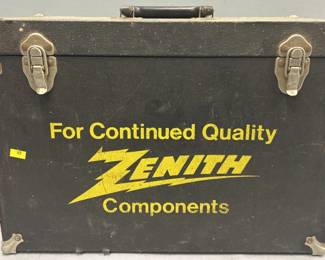 For Continued Quality
ZENITH
Components